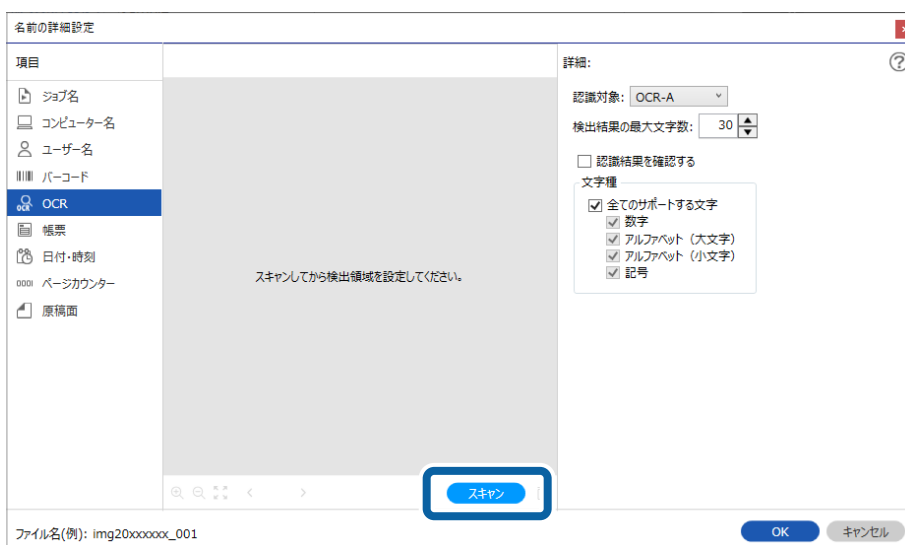 名前の詳細設定
項目
ジョブ名
コンピューター名
ユーザー名
バーコード
OCR
OCR
帳票
日付・時刻
0001 ページカウンター
原稿面
スキャンしてから検出領域を設定してください。
スキャン
詳細:
?
認識対象: OCR-A
検出結果の最大文字数: 30
認識結果を確認する
文字種
全てのサポートする文字
数字
アルファベット（大文字）
アルファベット（小文字）
記号
ファイル名(例): img20xxxxxx_001
OK
キャンセル